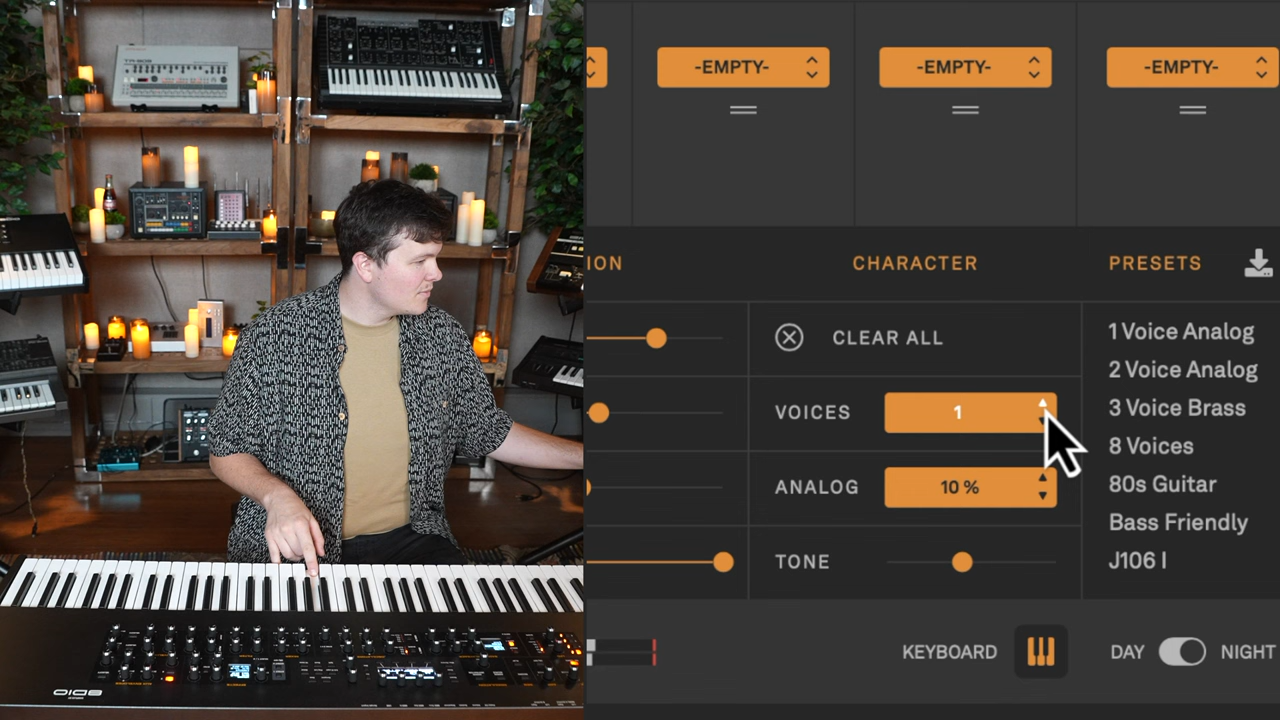 -EMPTY-
-EMPTY-
-EMPTY-
ION
CHARACTER
PRESETS
CLEAR ALL
VOICES
1
ANALOG
10 %
TONE
1 Voice Analog
2 Voice Analog
3 Voice Brass
8 Voices
80s Guitar
Bass Friendly
J106 I
KEYBOARD
DAY
NIGHT